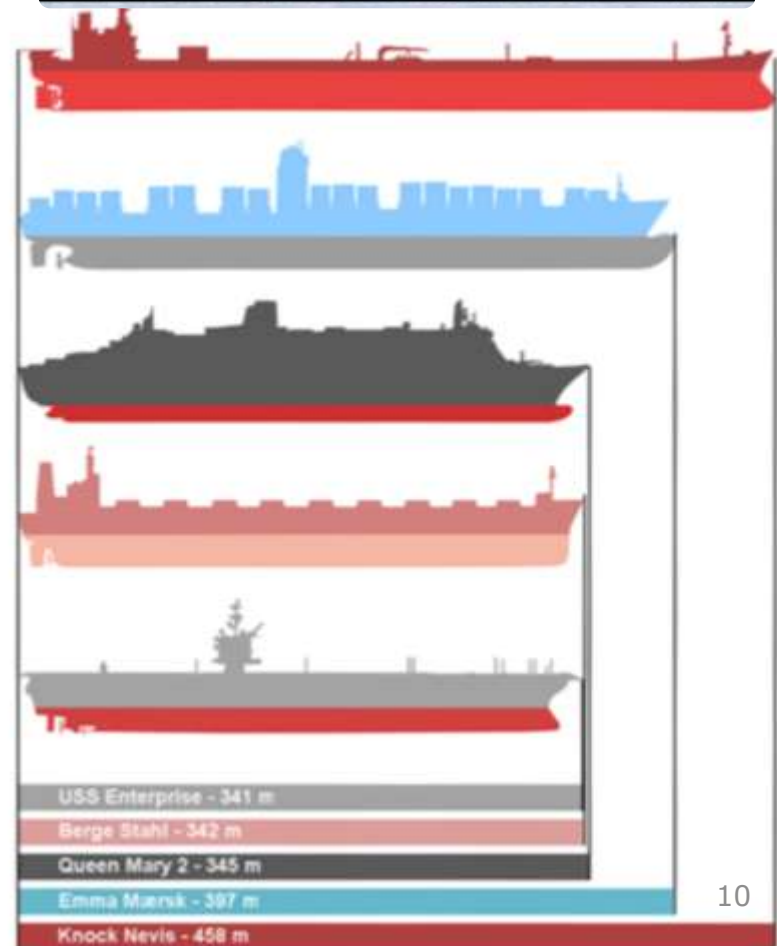 USS Enterprise - 341 m
Berge Stahl - 342 m
Queen Mary 2 - 345 m
Emma Mærsk - 397 m
10
Knock Nevis - 458 m